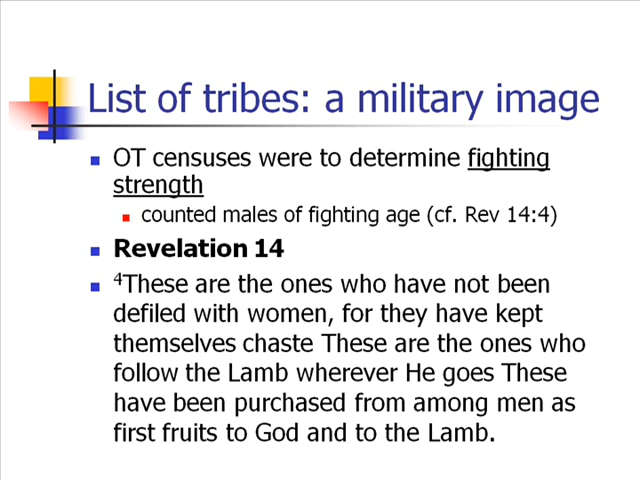 List of tribes: a military image
OT censuses were to determine fighting
strength
counted males of fighting age (cf. Rev 14:4)
Revelation 14
4These are the ones who have not been
defiled with women, for they have kept
themselves chaste These are the ones who
follow the Lamb wherever He goes These
have been purchased from among men as
first fruits to God and to the Lamb.